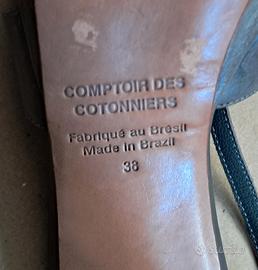 COMPTOIR DES
COTONNIERS
Fabriqué au Brésil
Made in Brazil
38